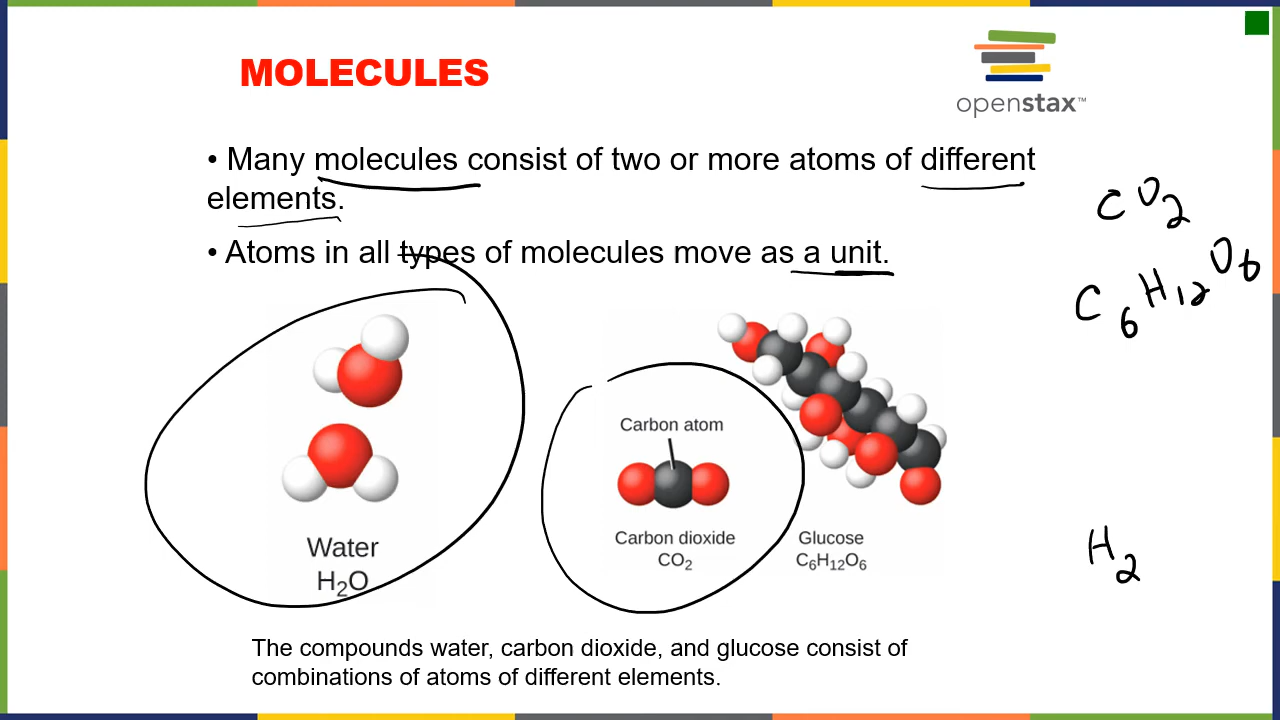 MOLECULES
openstax™
• Many molecules consist of two or more atoms of different
elements.
• Atoms in all types of molecules move as a unit.
CO2
C6H12O6
Carbon atom
Carbon dioxide
CO₂
Glucose
C₆H₁₂O₆
Water
H₂O
H2
The compounds water, carbon dioxide, and glucose consist of
combinations of atoms of different elements.